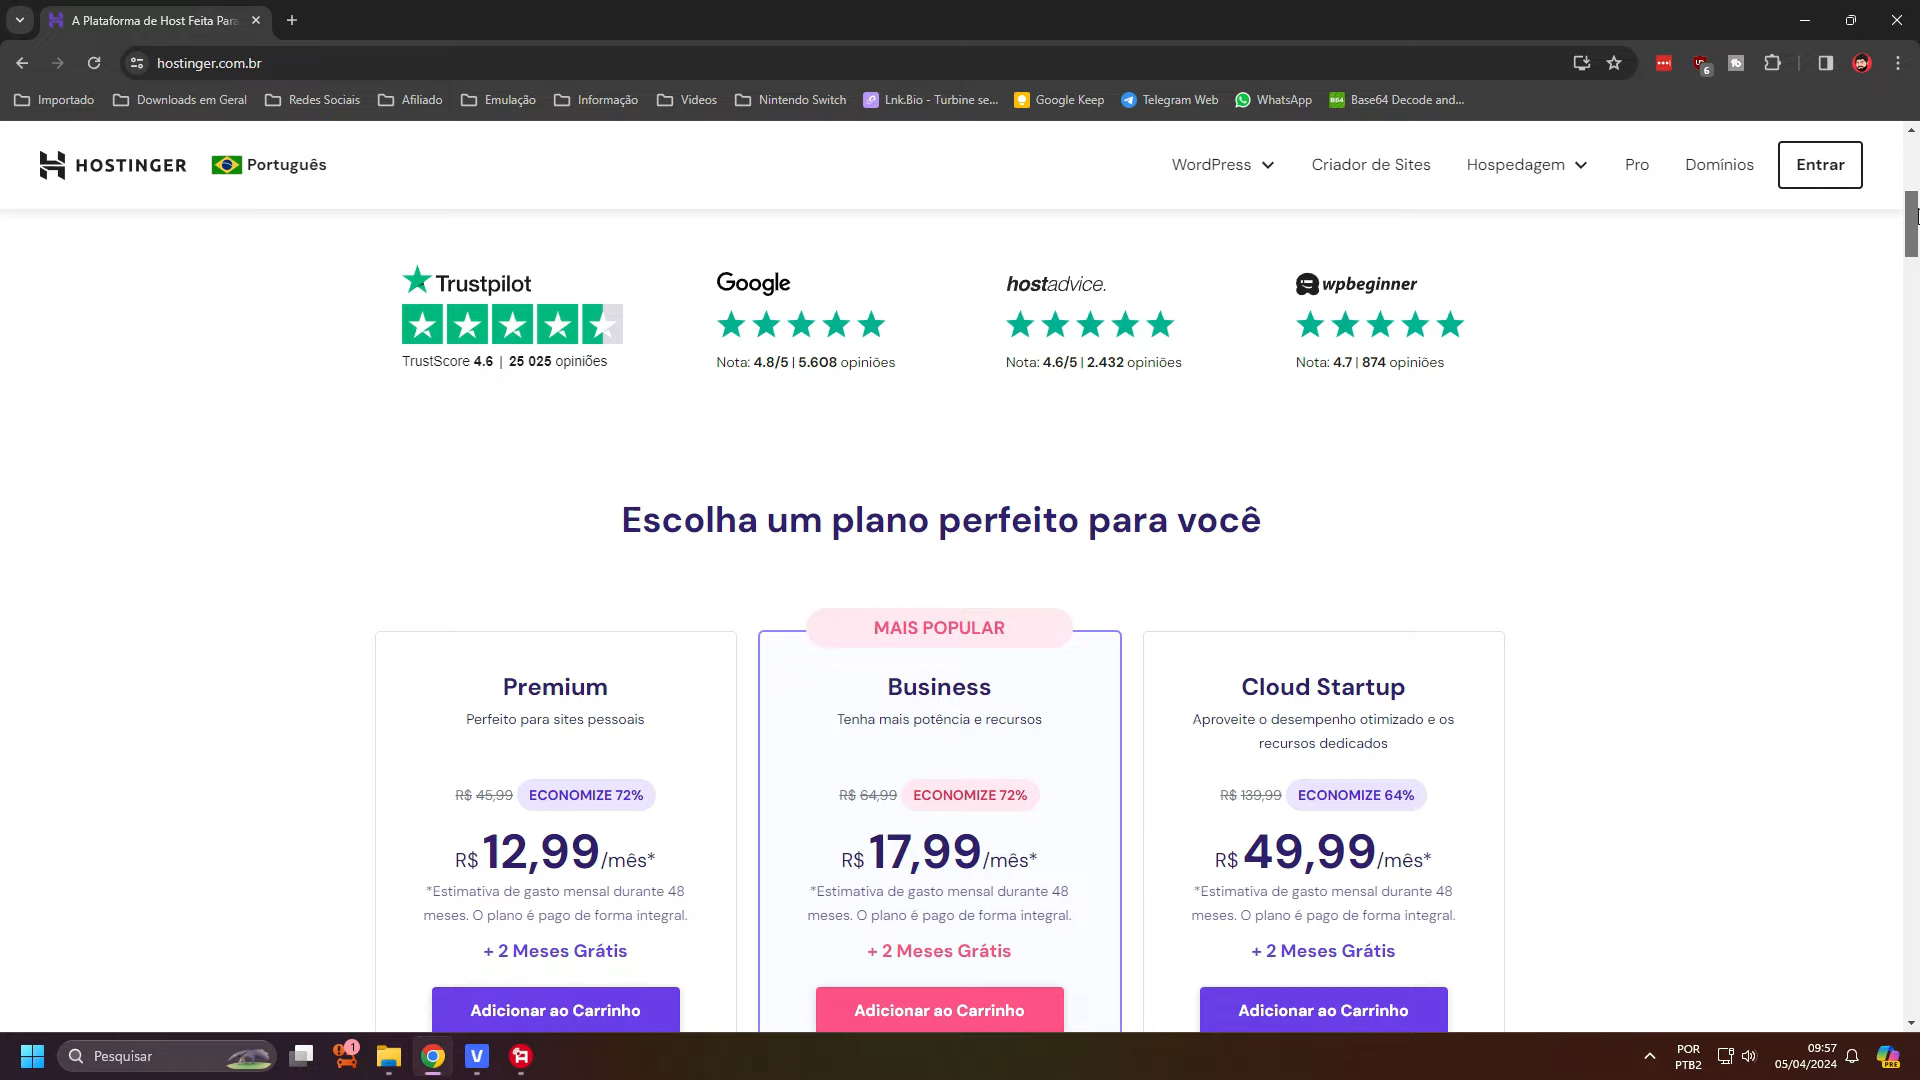 A Plataforma de Host Feita Para
hostinger.com.br
6
Importado
Downloads em Geral
Redes Sociais
Afiliado
Emulação
Informação
Videos
Nintendo Switch
Lnk.Bio - Turbine se...
Google Keep
Telegram Web
WhatsApp
B64
Base64 Decode and...
HOSTINGER
Português
WordPress
Criador de Sites
Hospedagem
Pro
Domínios
Entrar
Trustpilot
TrustScore 4.6 | 25 025 opiniões
Google
Nota: 4.8/5 | 5.608 opiniões
hostadvice.
Nota: 4.6/5 | 2.432 opiniões
wpbeginner
Nota: 4.7 | 874 opiniões
Escolha um plano perfeito para você
Premium
Perfeito para sites pessoais
R$ 45,99 ECONOMIZE 72%
R$ 12,99/mês*
*Estimativa de gasto mensal durante 48
meses. O plano é pago de forma integral.
+ 2 Meses Grátis
Adicionar ao Carrinho
MAIS POPULAR
Business
Tenha mais potência e recursos
R$ 64,99 ECONOMIZE 72%
R$ 17,99/mês*
*Estimativa de gasto mensal durante 48
meses. O plano é pago de forma integral.
+ 2 Meses Grátis
Adicionar ao Carrinho
Cloud Startup
Aproveite o desempenho otimizado e os
recursos dedicados
R$ 139,99 ECONOMIZE 64%
R$ 49,99/mês*
*Estimativa de gasto mensal durante 48
meses. O plano é pago de forma integral.
+ 2 Meses Grátis
Adicionar ao Carrinho
Pesquisar
1
V
POR
PTB2
09:57
05/04/2024
PRE